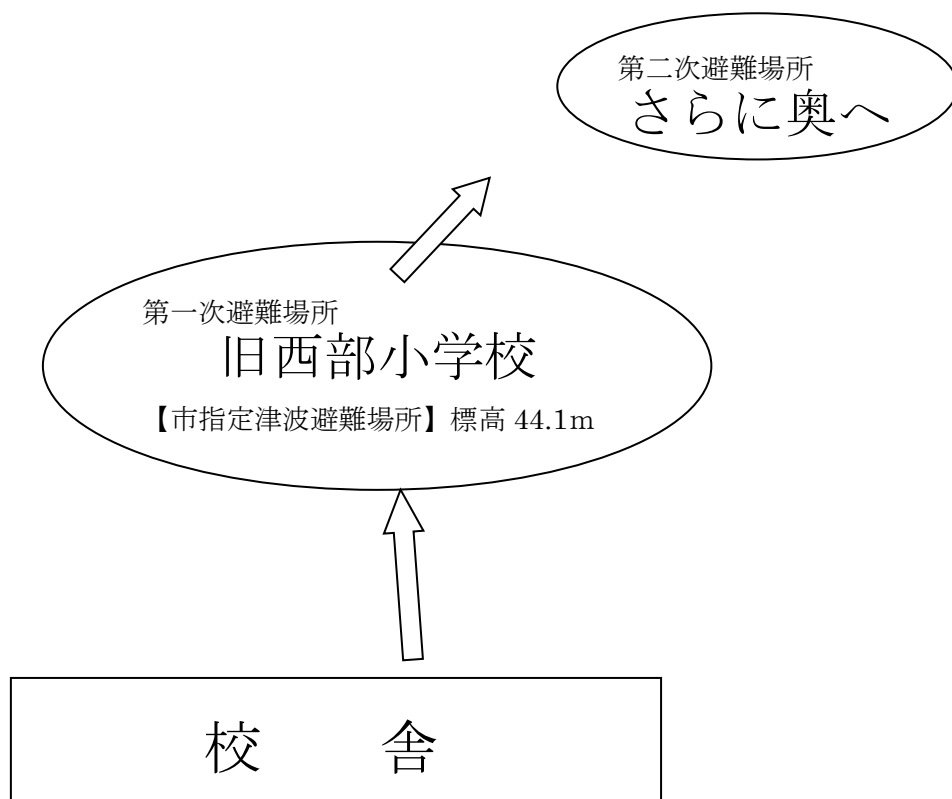 第二次避難場所
さらに奥へ
第一次避難場所
旧西部小学校
【市指定津波避難場所】標高 44.1m
校　舎